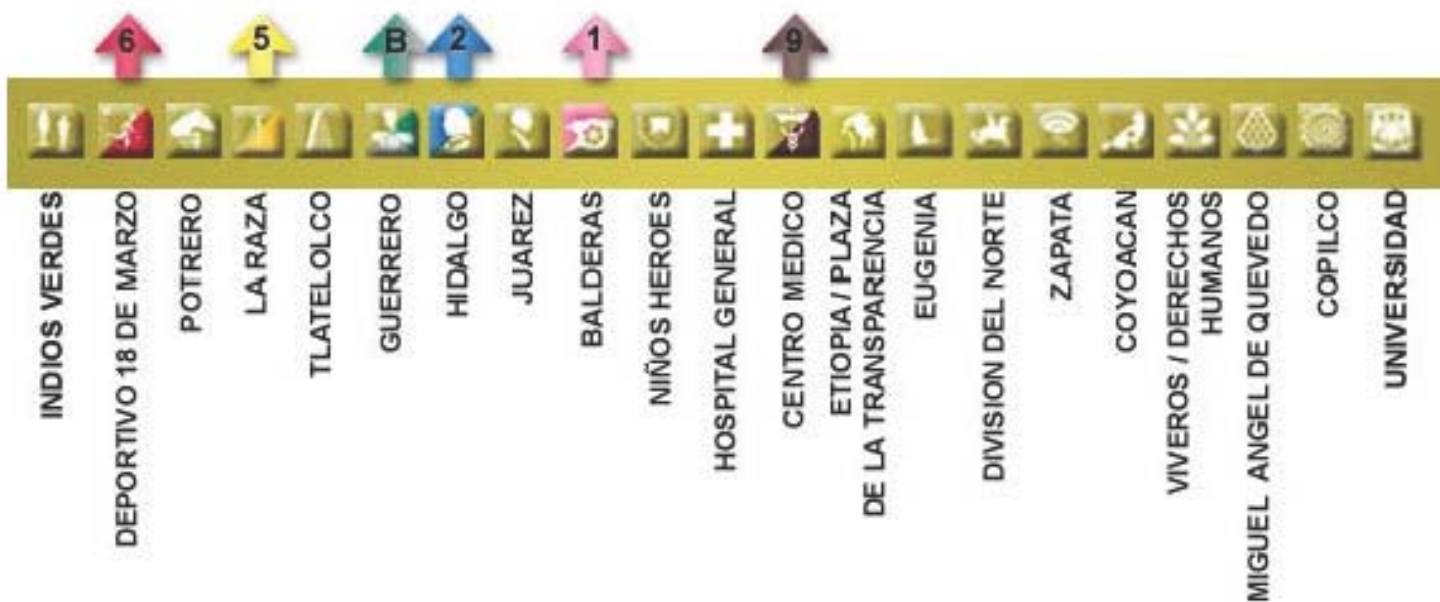 6
5
B
2
1
9
INDIOS VERDES
DEPORTIVO 18 DE MARZO
POTRERO
LA RAZA
TLATELOLCO
GUERRERO
HIDALGO
JUAREZ
BALDERAS
NIÑOS HEROES
HOSPITAL GENERAL
CENTRO MEDICO
ETIOPIA / PLAZA
DE LA TRANSPARENCIA
EUGENIA
DIVISION DEL NORTE
ZAPATA
COYOACAN
VIVEROS / DERECHOS
HUMANOS
MIGUEL ANGEL DE QUEVEDO
COPILCO
UNIVERSIDAD